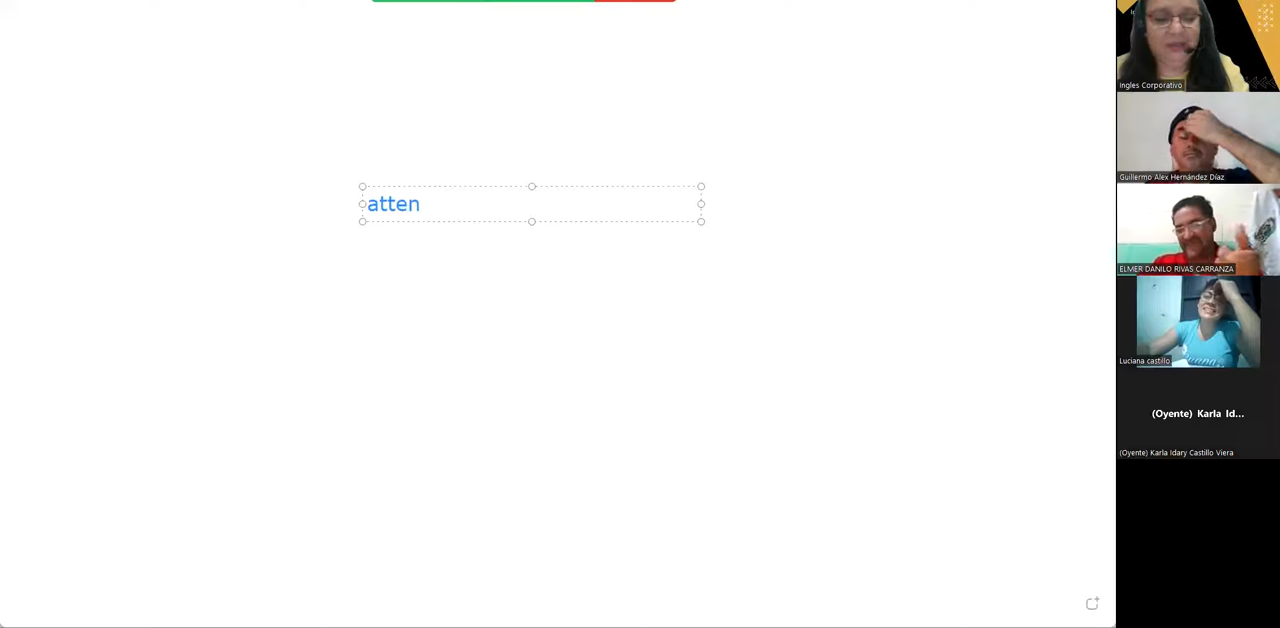 atten
Ingles Corporativo
Guillermo Alex Hernández Díaz
ELMER DANILO RIVAS CARRANZA
Luciana castillo
(Oyente) Karla Id...
(Oyente) Karla Idary Castillo Viera